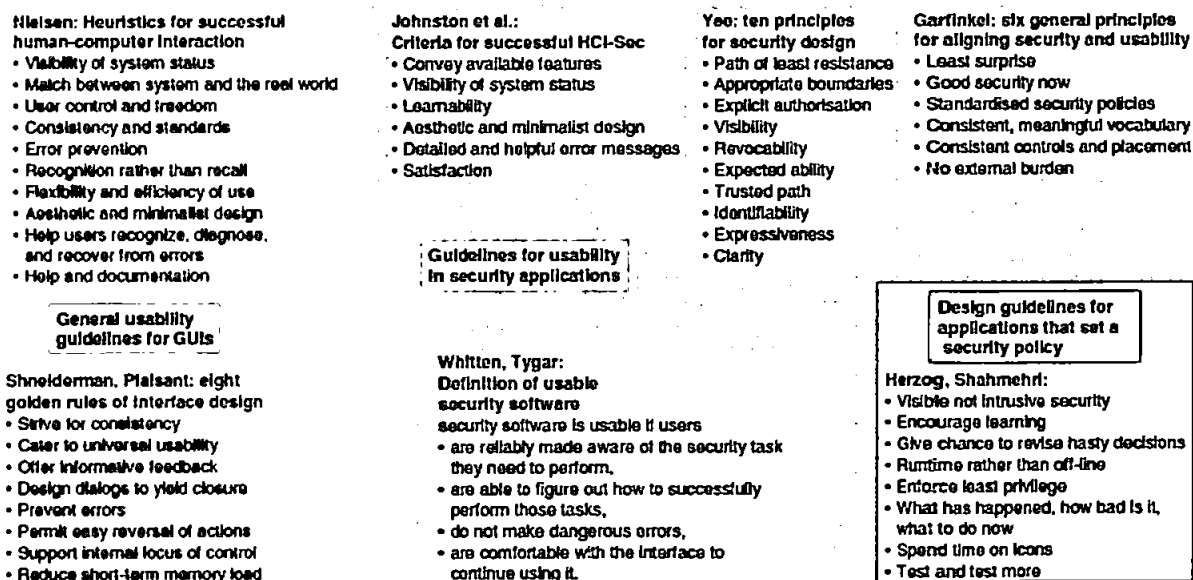 Nielsen: Heuristics for successful
human-computer interaction
• Visibility of system status
• Match between system and the real world
• User control and freedom
• Consistency and standards
• Error prevention
• Recognition rather than recall
• Flexibility and efficiency of use
• Aesthetic and minimalist design
• Help users recognize, diagnose,
and recover from errors
• Help and documentation
General usability
guidelines for GUIs
Shneiderman, Plaisant: eight
golden rules of interface design
• Strive for consistency
• Cater to universal usability
• Offer informative feedback
• Design dialogs to yield closure
• Prevent errors
• Permit easy reversal of actions
• Support internal locus of control
• Reduce short-term memory load
Johnston et al.:
Criteria for successful HCI-Sec
• Convey available features
• Visibility of system status
• Learnability
• Aesthetic and minimalist design
• Detailed and helpful error messages
• Satisfaction
Guidelines for usability
in security applications
Whitten, Tygar:
Definition of usable
security software
security software is usable if users
• are reliably made aware of the security task
they need to perform,
• are able to figure out how to successfully
perform those tasks,
• do not make dangerous errors,
• are comfortable with the interface to
continue using it.
Yee: ten principles
for security design
• Path of least resistance
• Appropriate boundaries
• Explicit authorisation
• Visibility
• Revocability
• Expected ability
• Trusted path
• Identifiability
• Expressiveness
• Clarity
Garfinkel: six general principles
for aligning security and usability
• Least surprise
• Good security now
• Standardised security policies
• Consistent, meaningful vocabulary
• Consistent controls and placement
• No external burden
Design guidelines for
applications that set a
security policy
Herzog, Shahmehri:
• Visible not intrusive security
• Encourage learning
• Give chance to revise hasty decisions
• Runtime rather than off-line
• Enforce least privilege
• What has happened, how bad is it,
what to do now
• Spend time on icons
• Test and test more